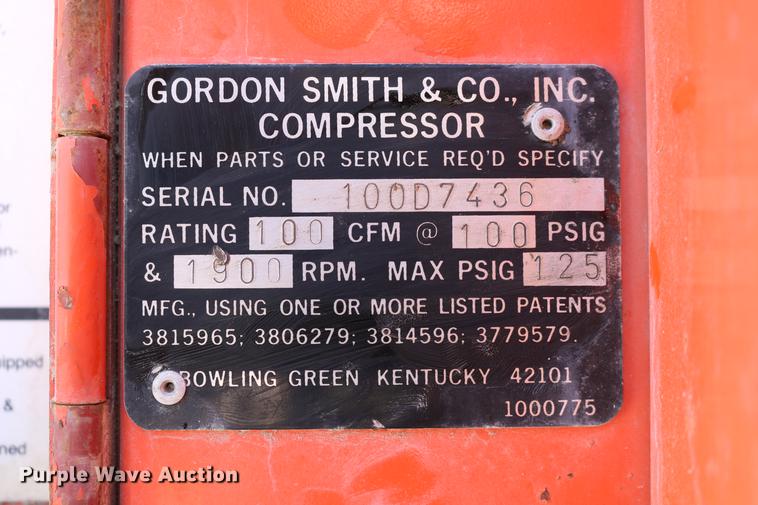 GORDON SMITH & CO., INC.
COMPRESSOR
WHEN PARTS OR SERVICE REQ'D SPECIFY
SERIAL NO. 100D7436
RATING 100 CFM @ 100 PSIG
& 1900 RPM. MAX PSIG 125
MFG., USING ONE OR MORE LISTED PATENTS
3815965; 3806279; 3814596; 3779579.
BOWLING GREEN KENTUCKY 42101
1000775
or
&
Purple Wave Auction